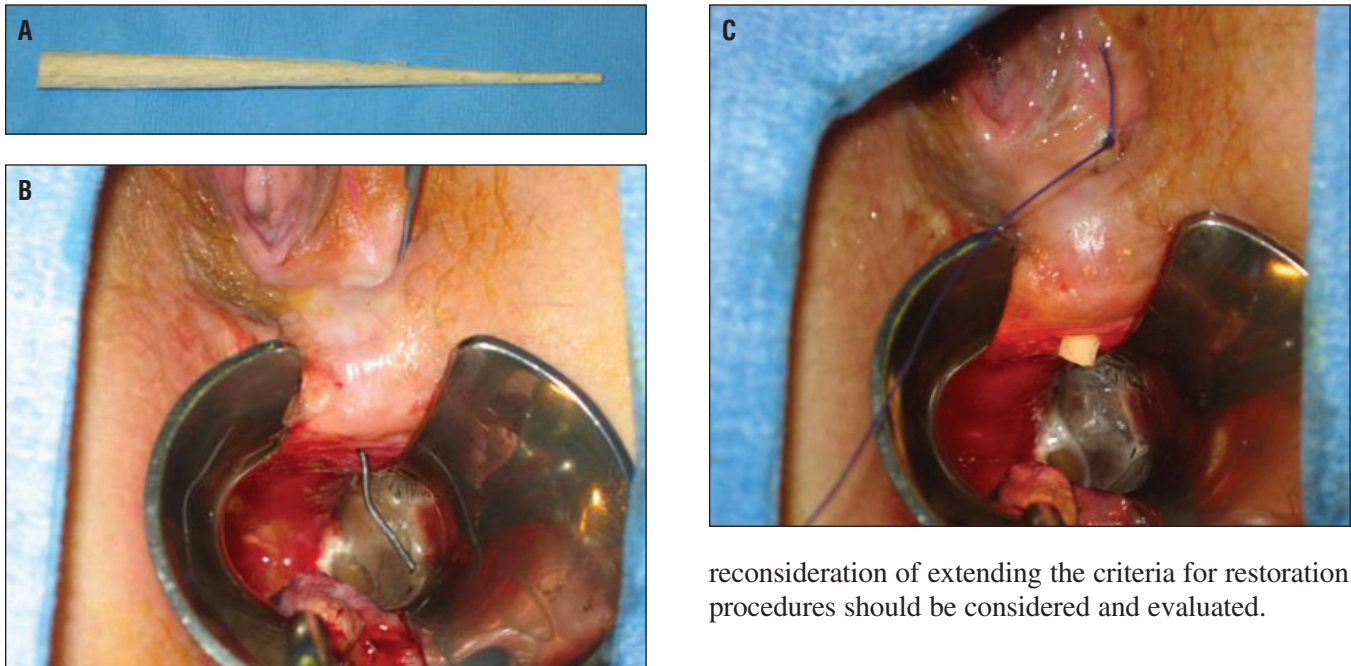 A
B
C
reconsideration of extending the criteria for restoration
procedures should be considered and evaluated.